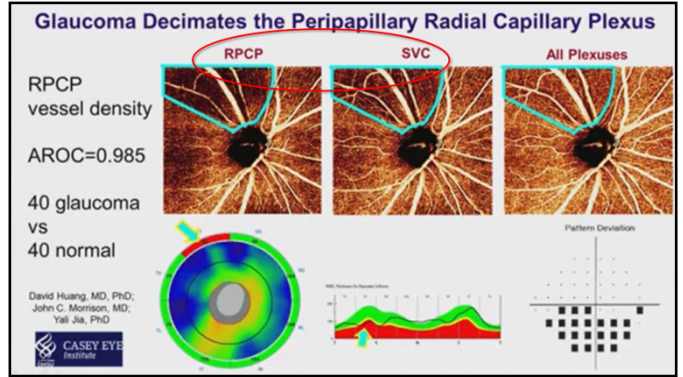 Glaucoma Decimates the Peripapillary Radial Capillary Plexus
RPCP
SVC
All Plexuses
RPCP
vessel density
AROC=0.985
40 glaucoma
vs
40 normal
David Huang, MD, PhD;
John C. Morrison, MD;
Yali Jia, PhD
OHSU
CASEY EYE
Institute
Pattern Deviation